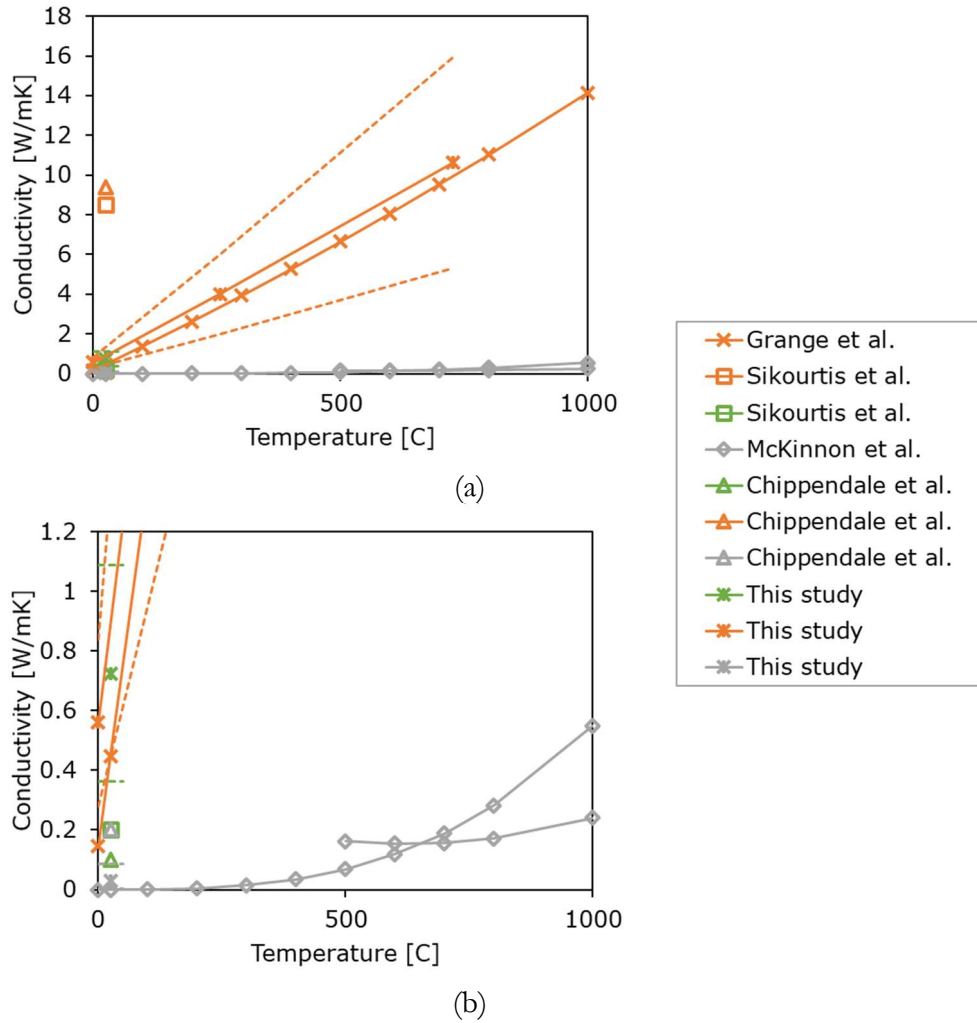 18
16
14
12
10
8
6
4
2
0
Conductivity [W/mK]
0 500 1000
Temperature [C]
(a)
1.2
1
0.8
0.6
0.4
0.2
0
Conductivity [W/mK]
0 500 1000
Temperature [C]
(b)
Grange et al.
Sikourtis et al.
Sikourtis et al.
McKinnon et al.
Chippendale et al.
Chippendale et al.
Chippendale et al.
This study
This study
This study